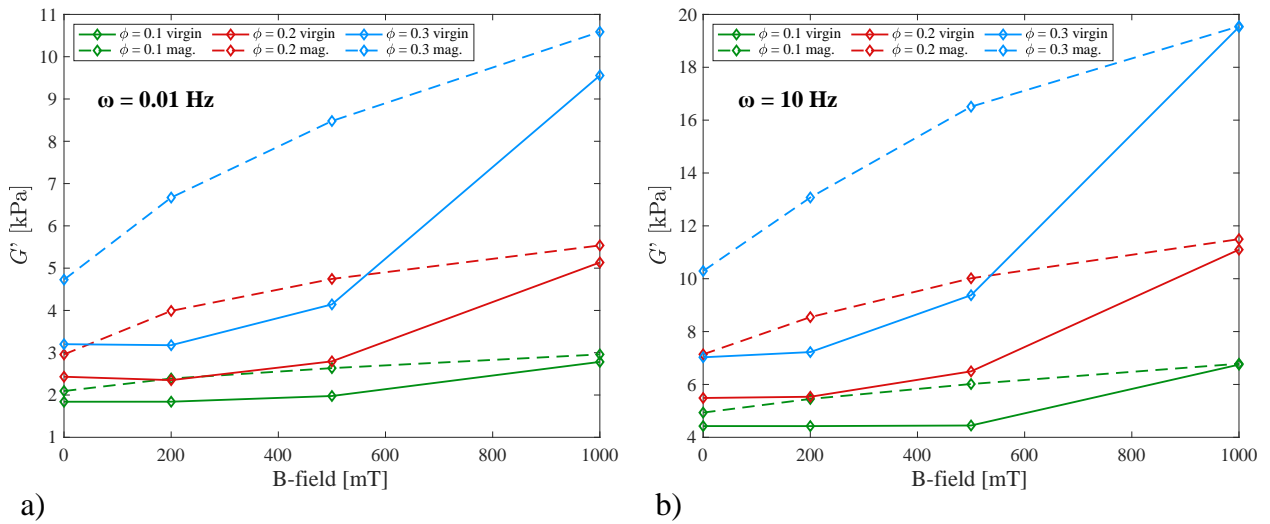 φ = 0.1 virgin φ = 0.2 virgin φ = 0.3 virgin
φ = 0.1 mag. φ = 0.2 mag. φ = 0.3 mag.
ω = 0.01 Hz
11
10
9
8
7
6
5
4
3
2
1
G’ [kPa]
0 200 400 600 800 1000
B-field [mT]
a)
φ = 0.1 virgin φ = 0.2 virgin φ = 0.3 virgin
φ = 0.1 mag. φ = 0.2 mag. φ = 0.3 mag.
ω = 10 Hz
20
18
16
14
12
10
8
6
4
G’ [kPa]
0 200 400 600 800 1000
B-field [mT]
b)